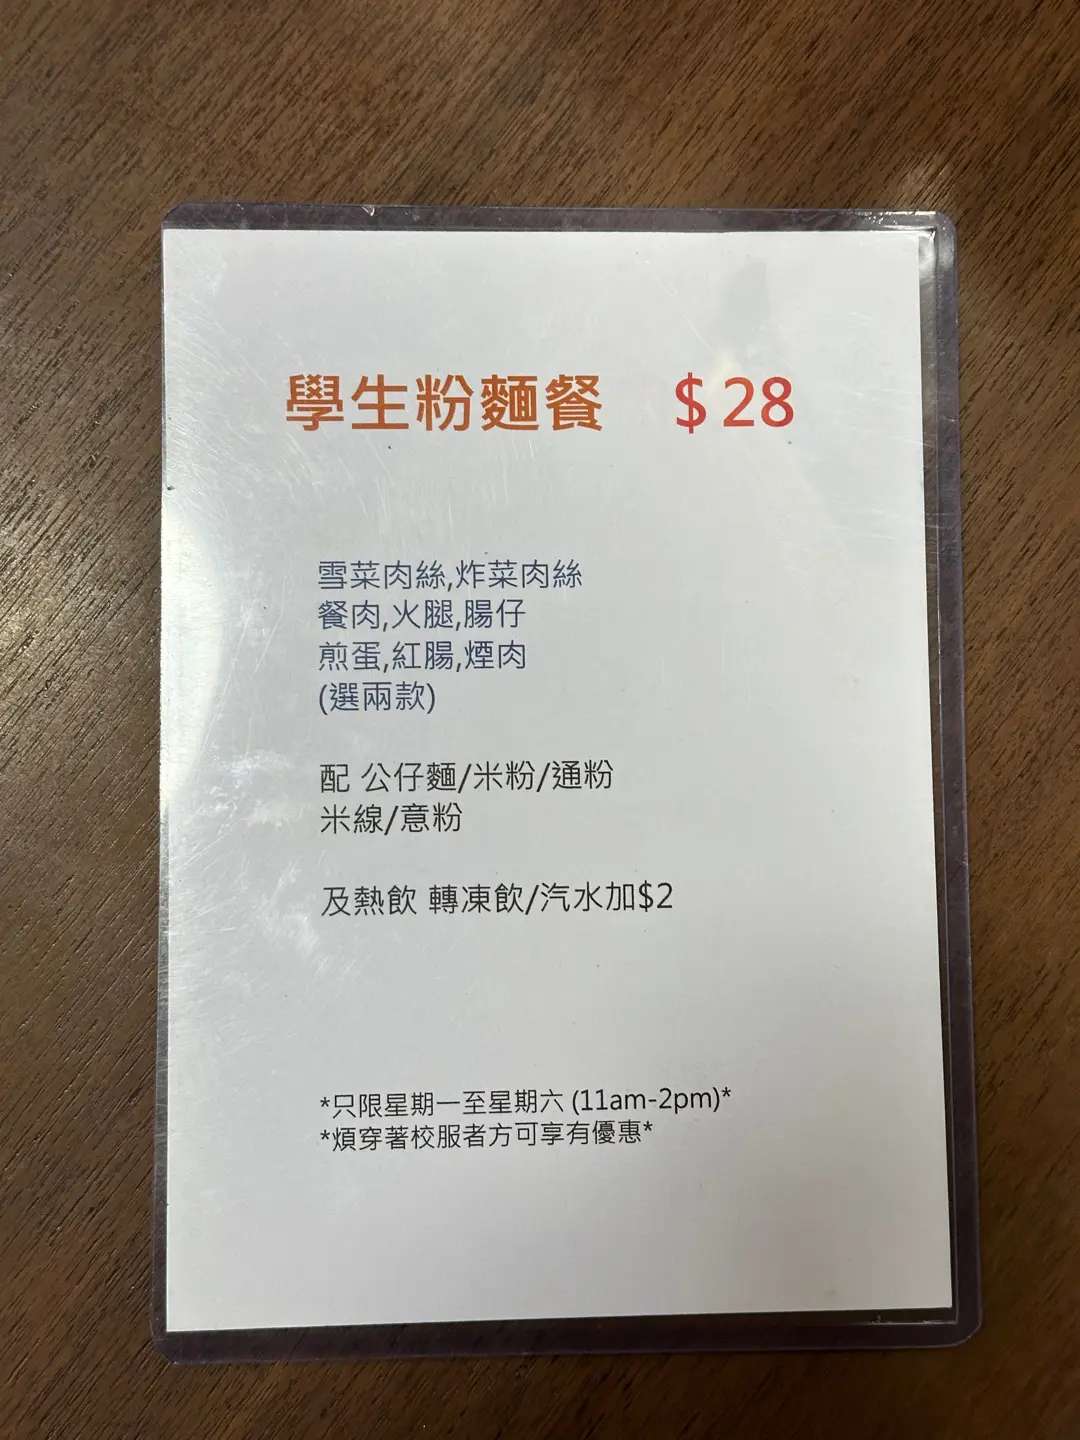 學生粉麵餐 $28
雪菜肉絲,炸菜肉絲
餐肉,火腿,腸仔
煎蛋,紅腸,煙肉
(選兩款)
配 公仔麵/米粉/通粉
米線/意粉
及熱飲 轉凍飲/汽水加$2
*只限星期一至星期六 (11am-2pm)*
*煩穿著校服者方可享有優惠*